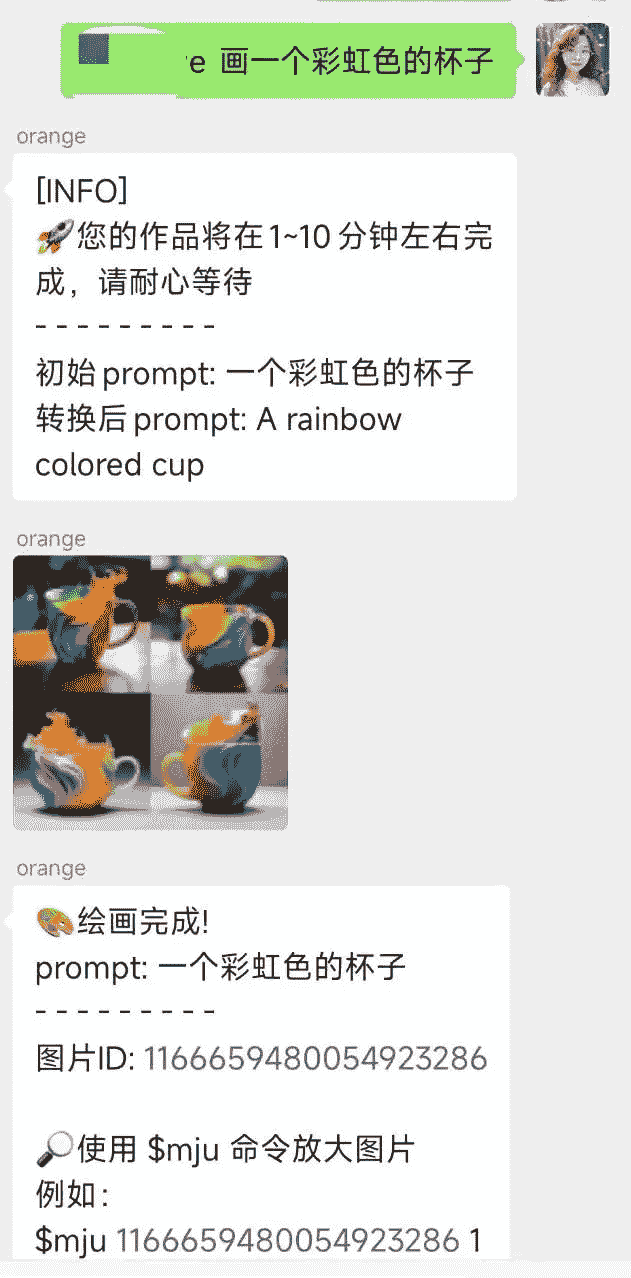 画一个彩虹色的杯子
orange
[INFO]
🚀您的作品将在1~10分钟左右完
成，请耐心等待
- - - - - - - - -
初始prompt: 一个彩虹色的杯子
转换后prompt: A rainbow
colored cup
orange
orange
🎨绘画完成!
prompt: 一个彩虹色的杯子
- - - - - - - - -
图片ID: 1166659480054923286
🔎使用 $mju 命令放大图片
例如：
$mju 1166659480054923286 1